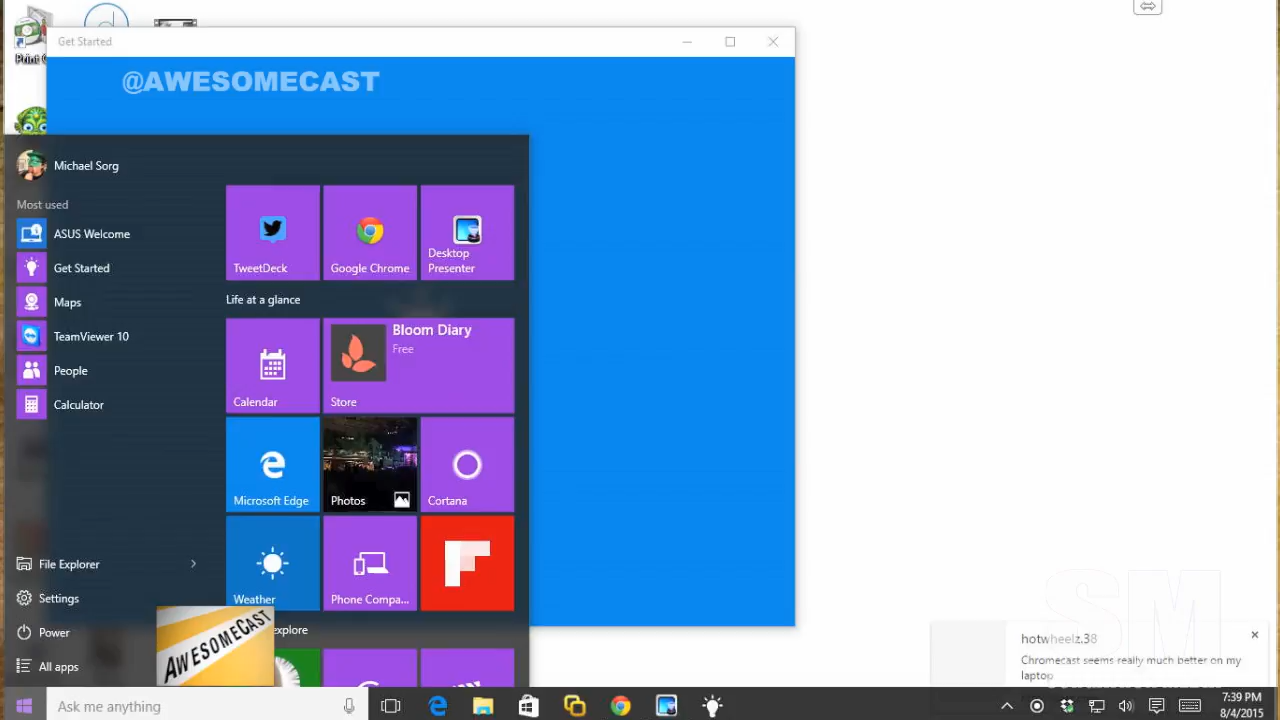 Print
Get Started
@AWESOMECAST
Michael Sorg
Most used
ASUS Welcome
Get Started
Maps
TeamViewer 10
People
Calculator
File Explorer
Settings
Power
All apps
TweetDeck
Google Chrome
Desktop
Presenter
Life at a glance
Calendar
Bloom Diary
Free
Store
Microsoft Edge
Photos
Cortana
Weather
Phone Compa...
explore
AWESOMECAST
SM
hotwheelz.38
Chromecast seems really much better on my
laptop
Ask me anything
7:39 PM
8/4/2015